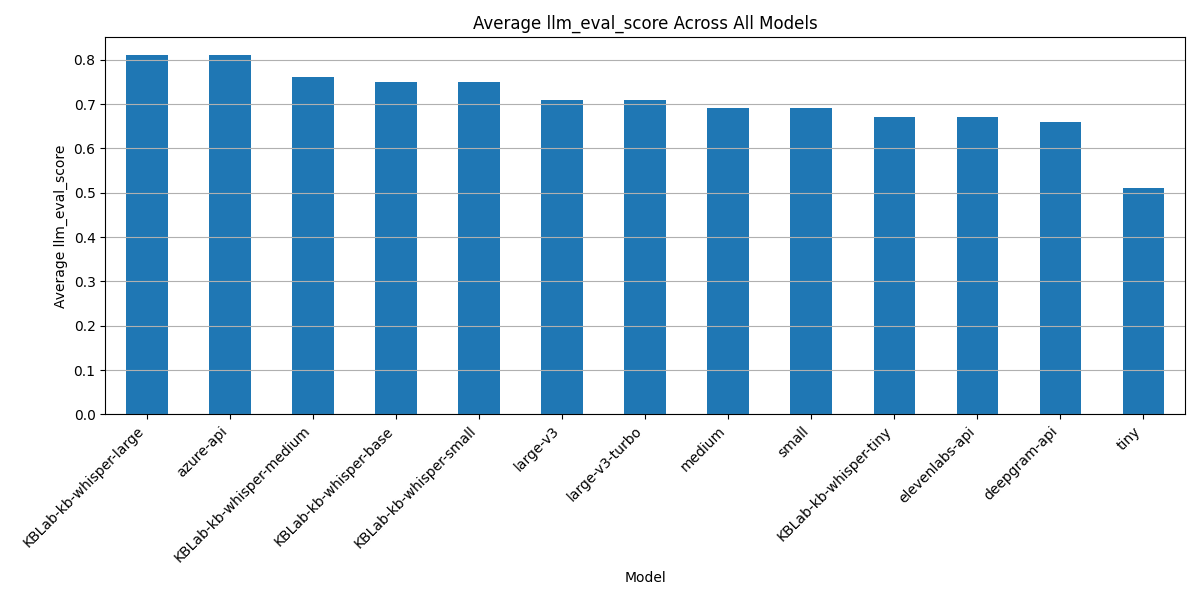 Average llm_eval_score Across All Models
Average llm_eval_score
0.8
0.7
0.6
0.5
0.4
0.3
0.2
0.1
0.0
KBLab-kb-whisper-large
azure-api
KBLab-kb-whisper-medium
KBLab-kb-whisper-base
KBLab-kb-whisper-small
large-v3
large-v3-turbo
medium
small
KBLab-kb-whisper-tiny
elevenlabs-api
deepgram-api
tiny
Model